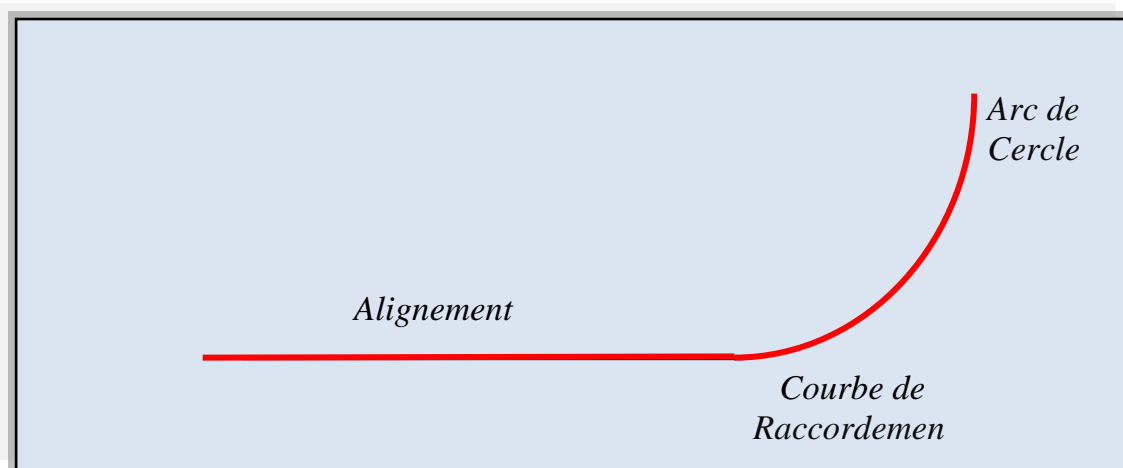 Arc de
Cercle
Alignement
Courbe de
Raccordemen